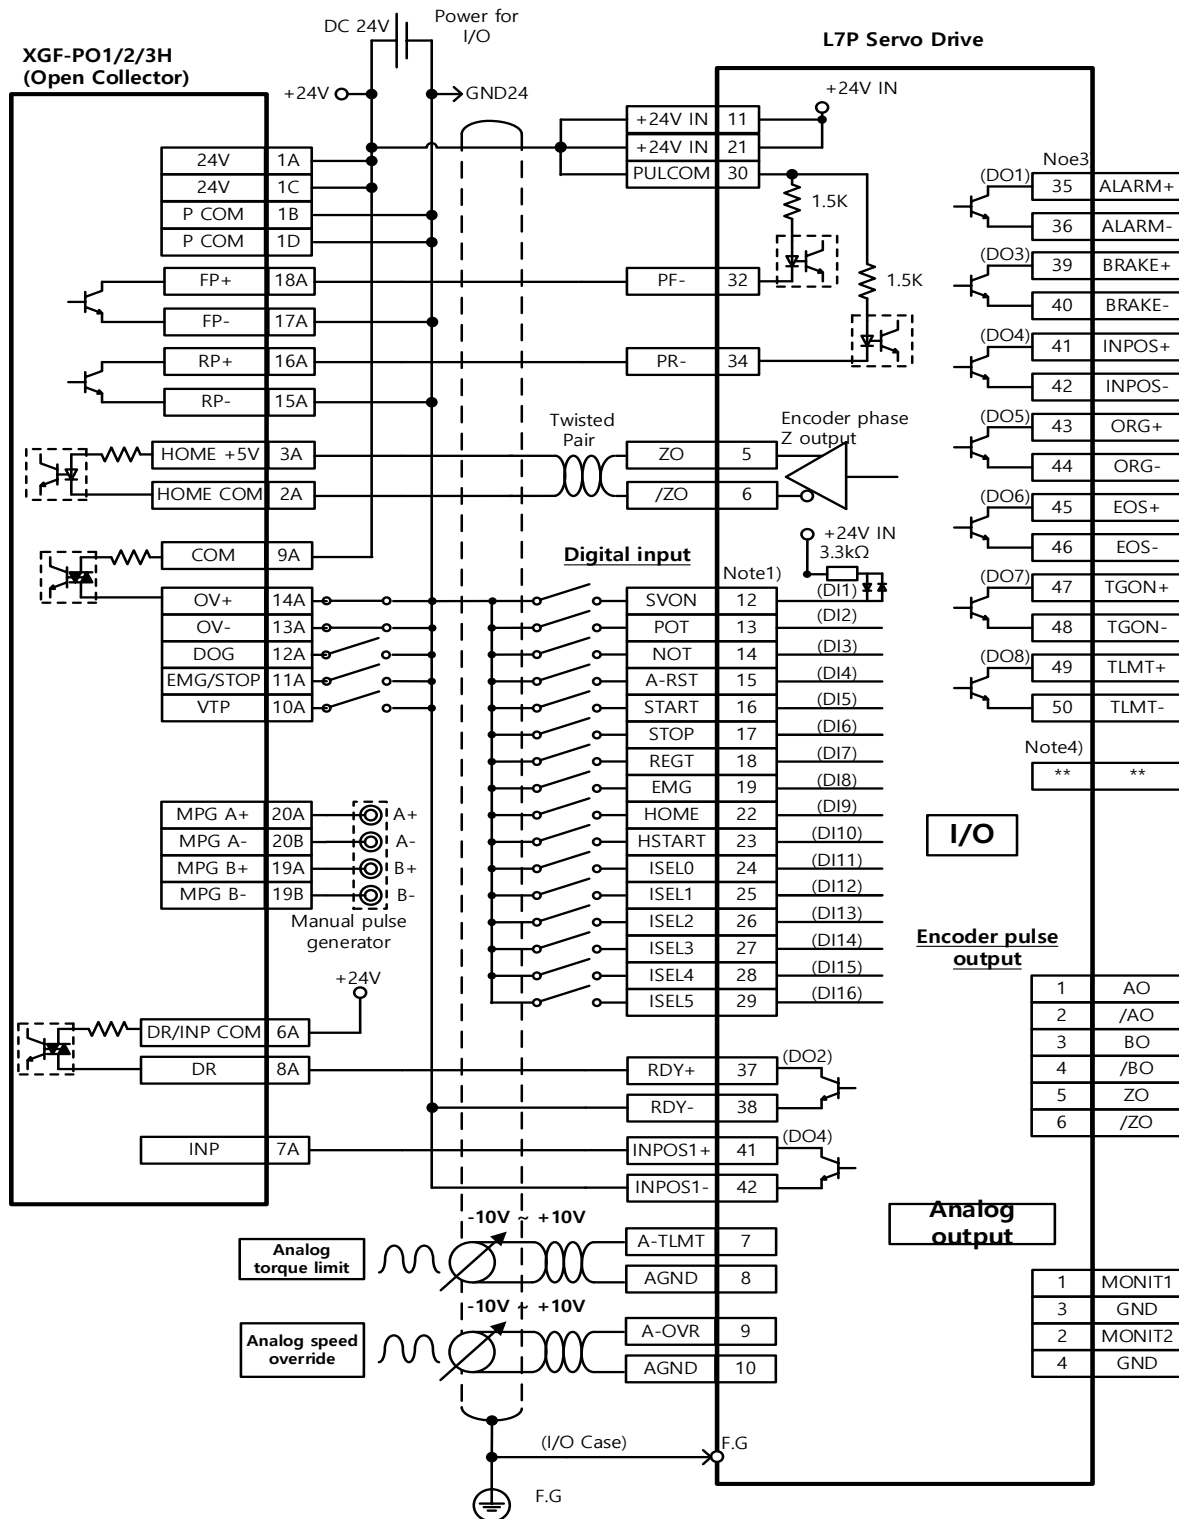 DC 24V
Power for
I/O
XGF-PO1/2/3H
(Open Collector)
L7P Servo Drive
+24V
GND24
+24V IN
+24V IN 11
+24V IN 21
PULCOM 30
24V 1A
24V 1C
P COM 1B
P COM 1D
1.5K
1.5K
FP+ 18A
FP- 17A
RP+ 16A
RP- 15A
PF- 32
PR- 34
HOME +5V 3A
HOME COM 2A
Twisted
Pair
ZO 5
/ZO 6
Encoder phase
Z output
COM 9A
Digital input
+24V IN
3.3kΩ
Note1)
OV+ 14A
OV- 13A
DOG 12A
EMG/STOP 11A
VTP 10A
SVON 12 (DI1)
POT 13 (DI2)
NOT 14 (DI3)
A-RST 15 (DI4)
START 16 (DI5)
STOP 17 (DI6)
REGT 18 (DI7)
EMG 19 (DI8)
HOME 22 (DI9)
HSTART 23 (DI10)
ISEL0 24 (DI11)
ISEL1 25 (DI12)
ISEL2 26 (DI13)
ISEL3 27 (DI14)
ISEL4 28 (DI15)
ISEL5 29 (DI16)
MPG A+ 20A A+
MPG A- 20B A-
MPG B+ 19A B+
MPG B- 19B B-
Manual pulse
generator
+24V
DR/INP COM 6A
DR 8A
INP 7A
RDY+ 37 (DO2)
RDY- 38
INPOS1+ 41 (DO4)
INPOS1- 42
-10V ~ +10V
Analog
torque limit
A-TLMT 7
AGND 8
-10V ~ +10V
Analog speed
override
A-OVR 9
AGND 10
(I/O Case)
F.G
F.G
Noe3
(DO1) 35 ALARM+
36 ALARM-
(DO3) 39 BRAKE+
40 BRAKE-
(DO4) 41 INPOS+
42 INPOS-
(DO5) 43 ORG+
44 ORG-
(DO6) 45 EOS+
46 EOS-
(DO7) 47 TGON+
48 TGON-
(DO8) 49 TLMT+
50 TLMT-
Note4)
** **
I/O
Encoder pulse
output
1 AO
2 /AO
3 BO
4 /BO
5 ZO
6 /ZO
Analog
output
1 MONIT1
3 GND
2 MONIT2
4 GND